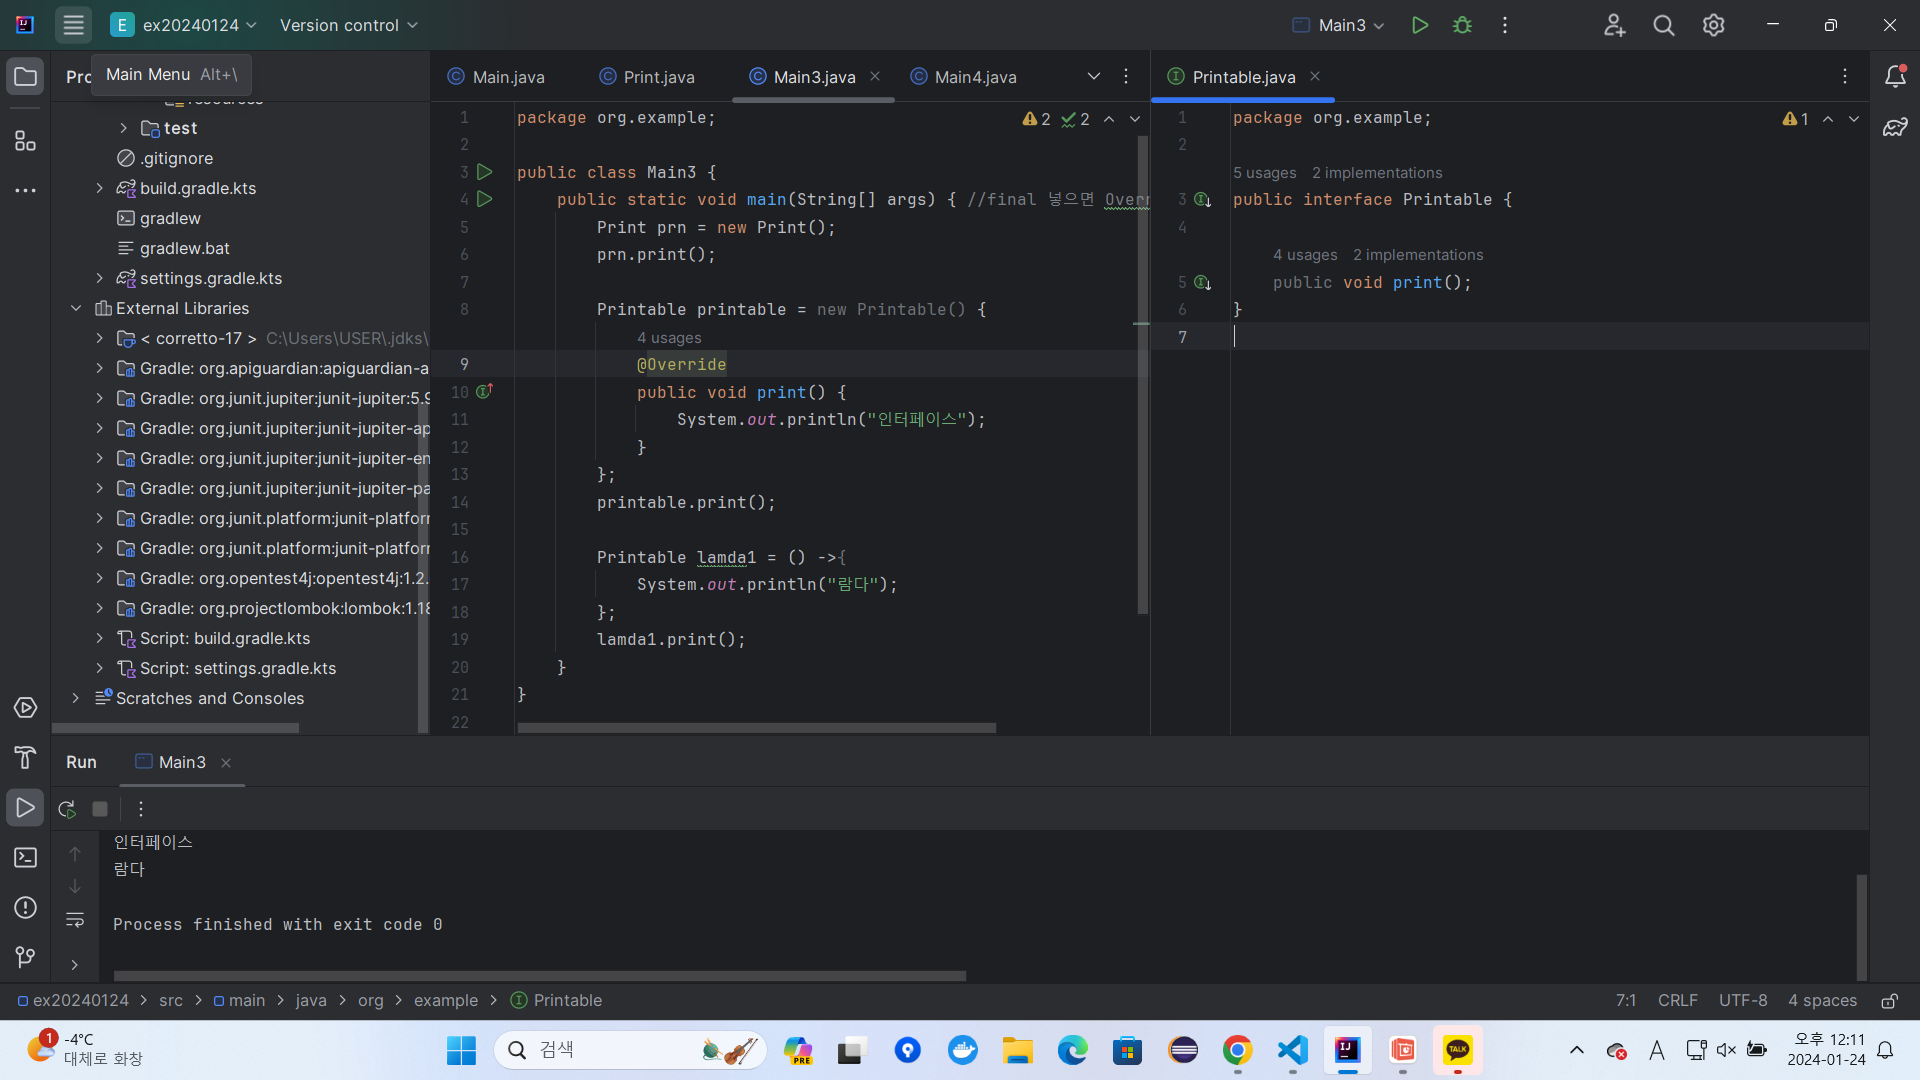 E ex20240124
Version control
Main3
Pro
Main Menu Alt+\
test
.gitignore
build.gradle.kts
gradlew
gradlew.bat
settings.gradle.kts
External Libraries
< corretto-17 > C:\Users\USER\.jdks\
Gradle: org.apiguardian:apiguardian-a
Gradle: org.junit.jupiter:junit-jupiter:5.9
Gradle: org.junit.jupiter:junit-jupiter-ap
Gradle: org.junit.jupiter:junit-jupiter-en
Gradle: org.junit.jupiter:junit-jupiter-pa
Gradle: org.junit.platform:junit-platforr
Gradle: org.junit.platform:junit-platforr
Gradle: org.opentest4j:opentest4j:1.2.
Gradle: org.projectlombok:lombok:1.18
Script: build.gradle.kts
Script: settings.gradle.kts
Scratches and Consoles
Main.java
Print.java
Main3.java
Main4.java
2 2
1 package org.example;
2
3 public class Main3 {
4 public static void main(String[] args) { //final 넣으면 Overr
5 Print prn = new Print();
6 prn.print();
7
8 Printable printable = new Printable() {
4 usages
9 @Override
10 public void print() {
11 System.out.println("인터페이스");
12 }
13 };
14 printable.print();
15
16 Printable lamda1 = () ->{
17 System.out.println("람다");
18 };
19 lamda1.print();
20 }
21 }
22
Printable.java
1
1 package org.example;
2
5 usages 2 implementations
3 public interface Printable {
4
4 usages 2 implementations
5 public void print();
6 }
7
Run
Main3
인터페이스
람다
Process finished with exit code 0
ex20240124 > src > main > java > org > example > Printable
7:1 CRLF UTF-8 4 spaces
1
-4°C
대체로 화창
검색
PRE
IJ
TALK
A
오후 12:11
2024-01-24